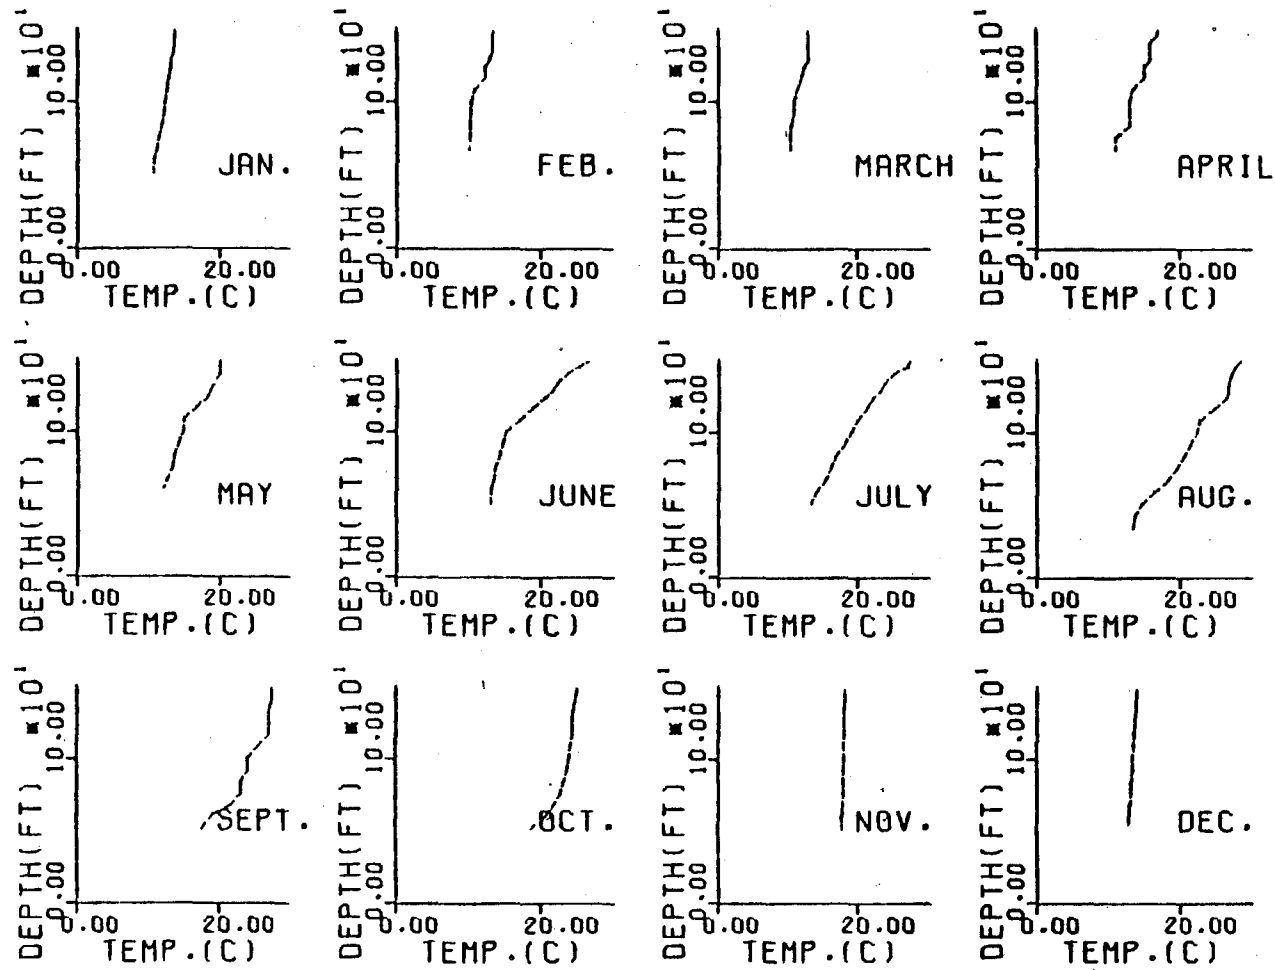 DEPTH(FT) *10¹
10.00
0.00
0.00 20.00
TEMP.(C)
JAN.
DEPTH(FT) *10¹
10.00
0.00
0.00 20.00
TEMP.(C)
FEB.
DEPTH(FT) *10¹
10.00
0.00
0.00 20.00
TEMP.(C)
MARCH
DEPTH(FT) *10¹
10.00
0.00
0.00 20.00
TEMP.(C)
APRIL
DEPTH(FT) *10¹
10.00
0.00
0.00 20.00
TEMP.(C)
MAY
DEPTH(FT) *10¹
10.00
0.00
0.00 20.00
TEMP.(C)
JUNE
DEPTH(FT) *10¹
10.00
0.00
0.00 20.00
TEMP.(C)
JULY
DEPTH(FT) *10¹
10.00
0.00
0.00 20.00
TEMP.(C)
AUG.
DEPTH(FT) *10¹
10.00
0.00
0.00 20.00
TEMP.(C)
SEPT.
DEPTH(FT) *10¹
10.00
0.00
0.00 20.00
TEMP.(C)
OCT.
DEPTH(FT) *10¹
10.00
0.00
0.00 20.00
TEMP.(C)
NOV.
DEPTH(FT) *10¹
10.00
0.00
0.00 20.00
TEMP.(C)
DEC.